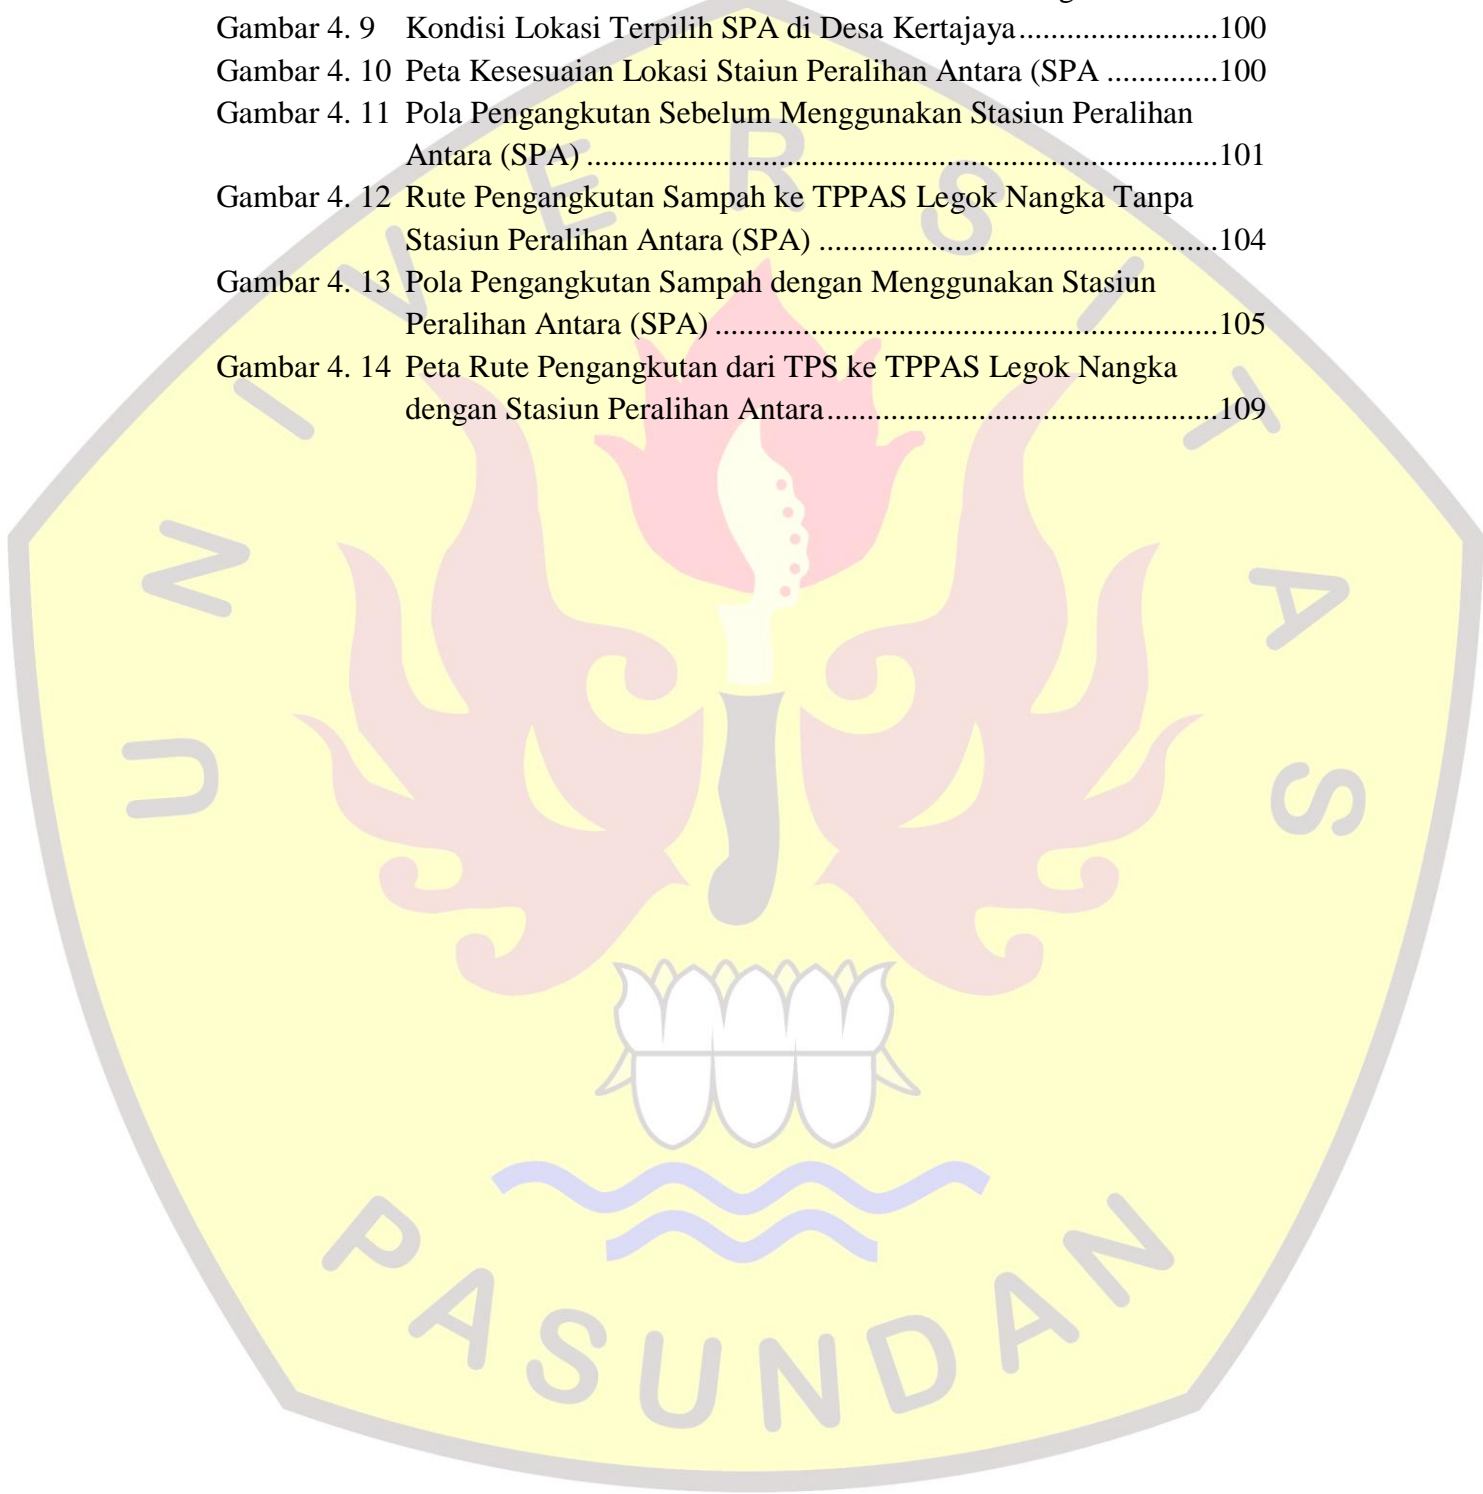 Gambar 4. 9 Kondisi Lokasi Terpilih SPA di Desa Kertajaya.........................100
Gambar 4. 10 Peta Kesesuaian Lokasi Staiun Peralihan Antara (SPA ..............100
Gambar 4. 11 Pola Pengangkutan Sebelum Menggunakan Stasiun Peralihan
Antara (SPA) ...............................................................................101
Gambar 4. 12 Rute Pengangkutan Sampah ke TPPAS Legok Nangka Tanpa
Stasiun Peralihan Antara (SPA) ..................................................104
Gambar 4. 13 Pola Pengangkutan Sampah dengan Menggunakan Stasiun
Peralihan Antara (SPA) ...............................................................105
Gambar 4. 14 Peta Rute Pengangkutan dari TPS ke TPPAS Legok Nangka
dengan Stasiun Peralihan Antara.................................................109
UNIVERSITAS
PASUNDAN